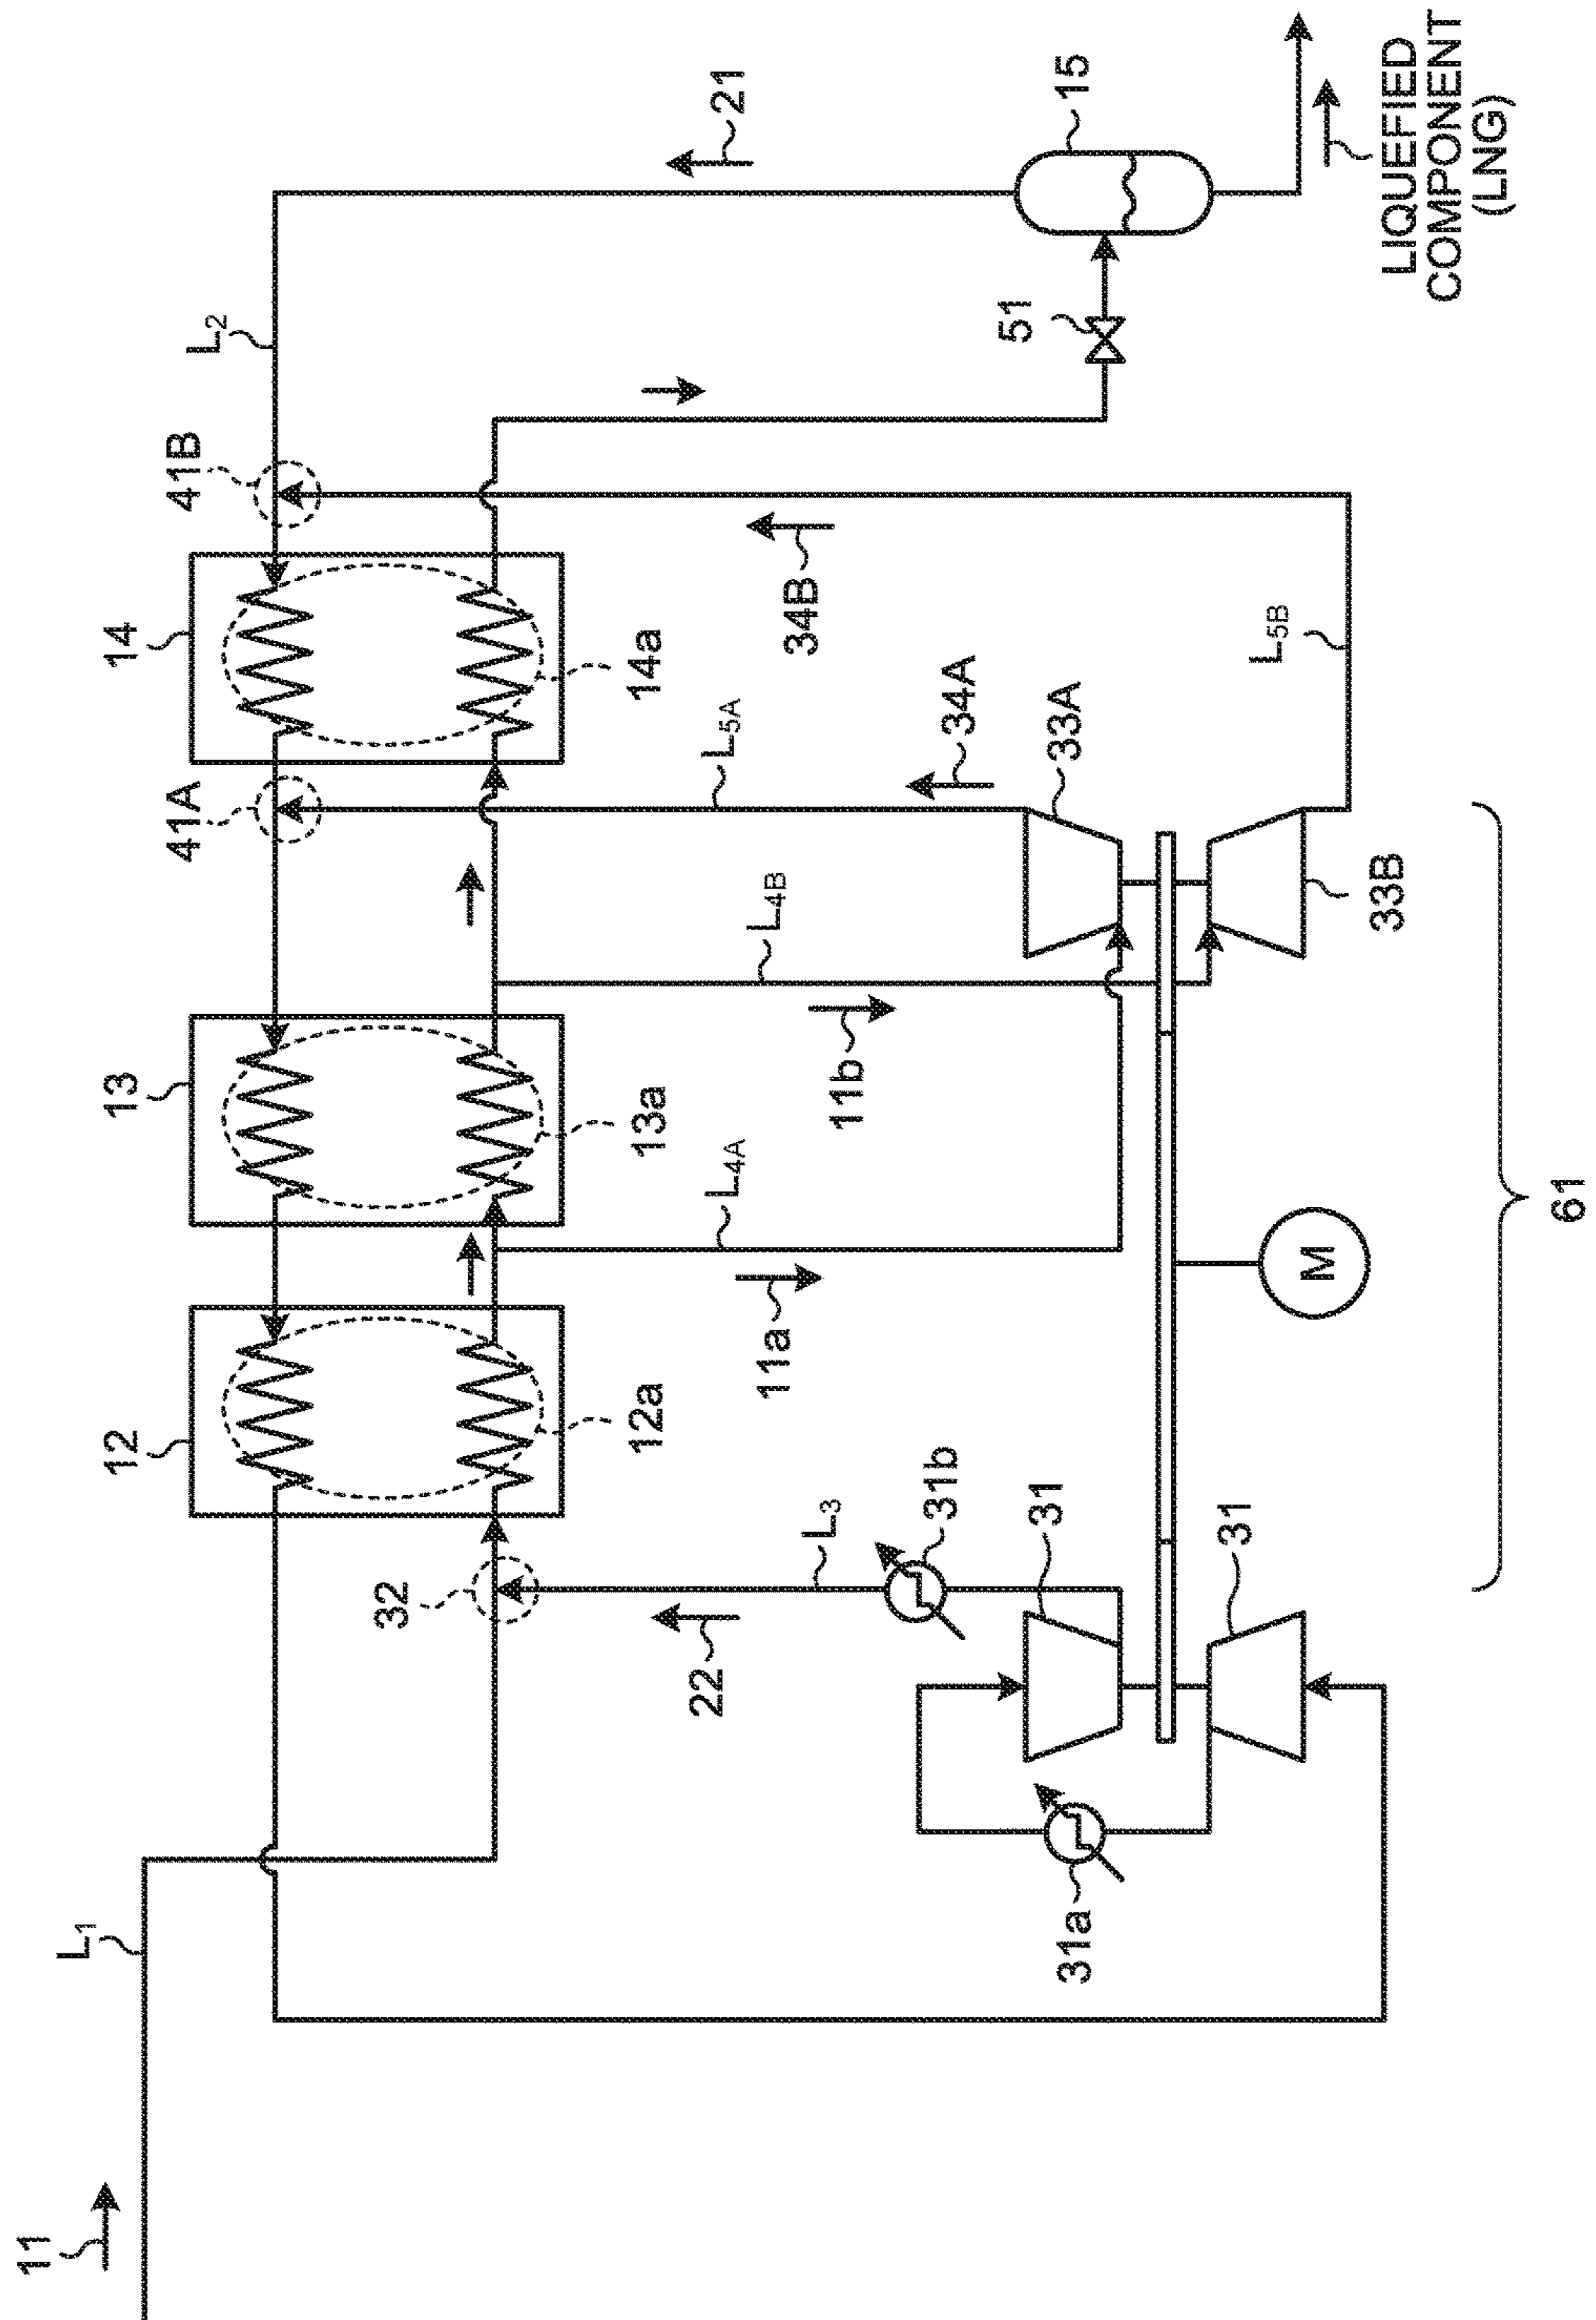 11
L1
12
12a
13
13a
14
14a
41A
41B
L2
21
15
51
LIQUEFIED
COMPONENT
(LNG)
32
22
L3
31b
31
31
31a
11a
L4A
11b
L4B
L5A
34A
33A
34B
L5B
33B
M
61